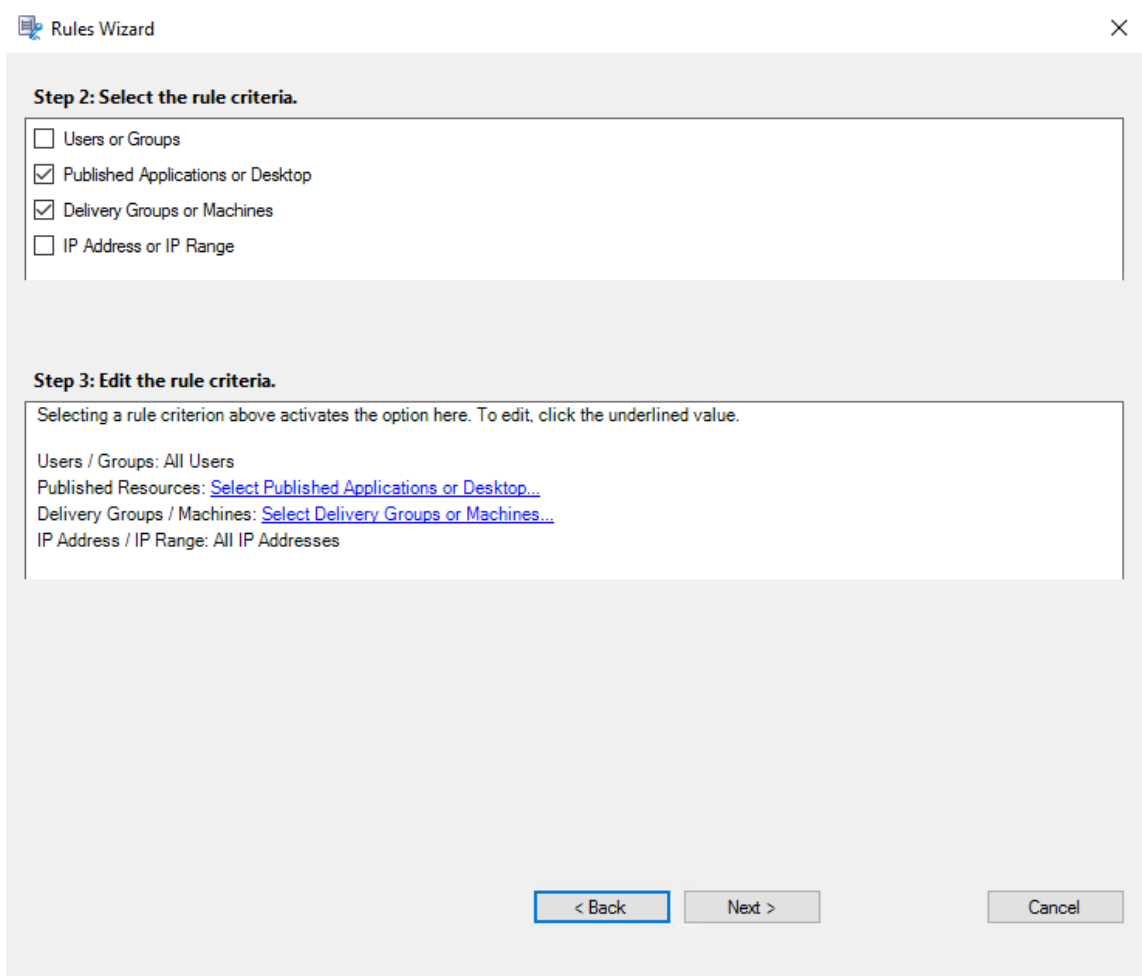 Rules Wizard
Step 2: Select the rule criteria.
Users or Groups
Published Applications or Desktop
Delivery Groups or Machines
IP Address or IP Range
Step 3: Edit the rule criteria.
Selecting a rule criterion above activates the option here. To edit, click the underlined value.
Users / Groups: All Users
Published Resources: Select Published Applications or Desktop...
Delivery Groups / Machines: Select Delivery Groups or Machines...
IP Address / IP Range: All IP Addresses
< Back Next > Cancel